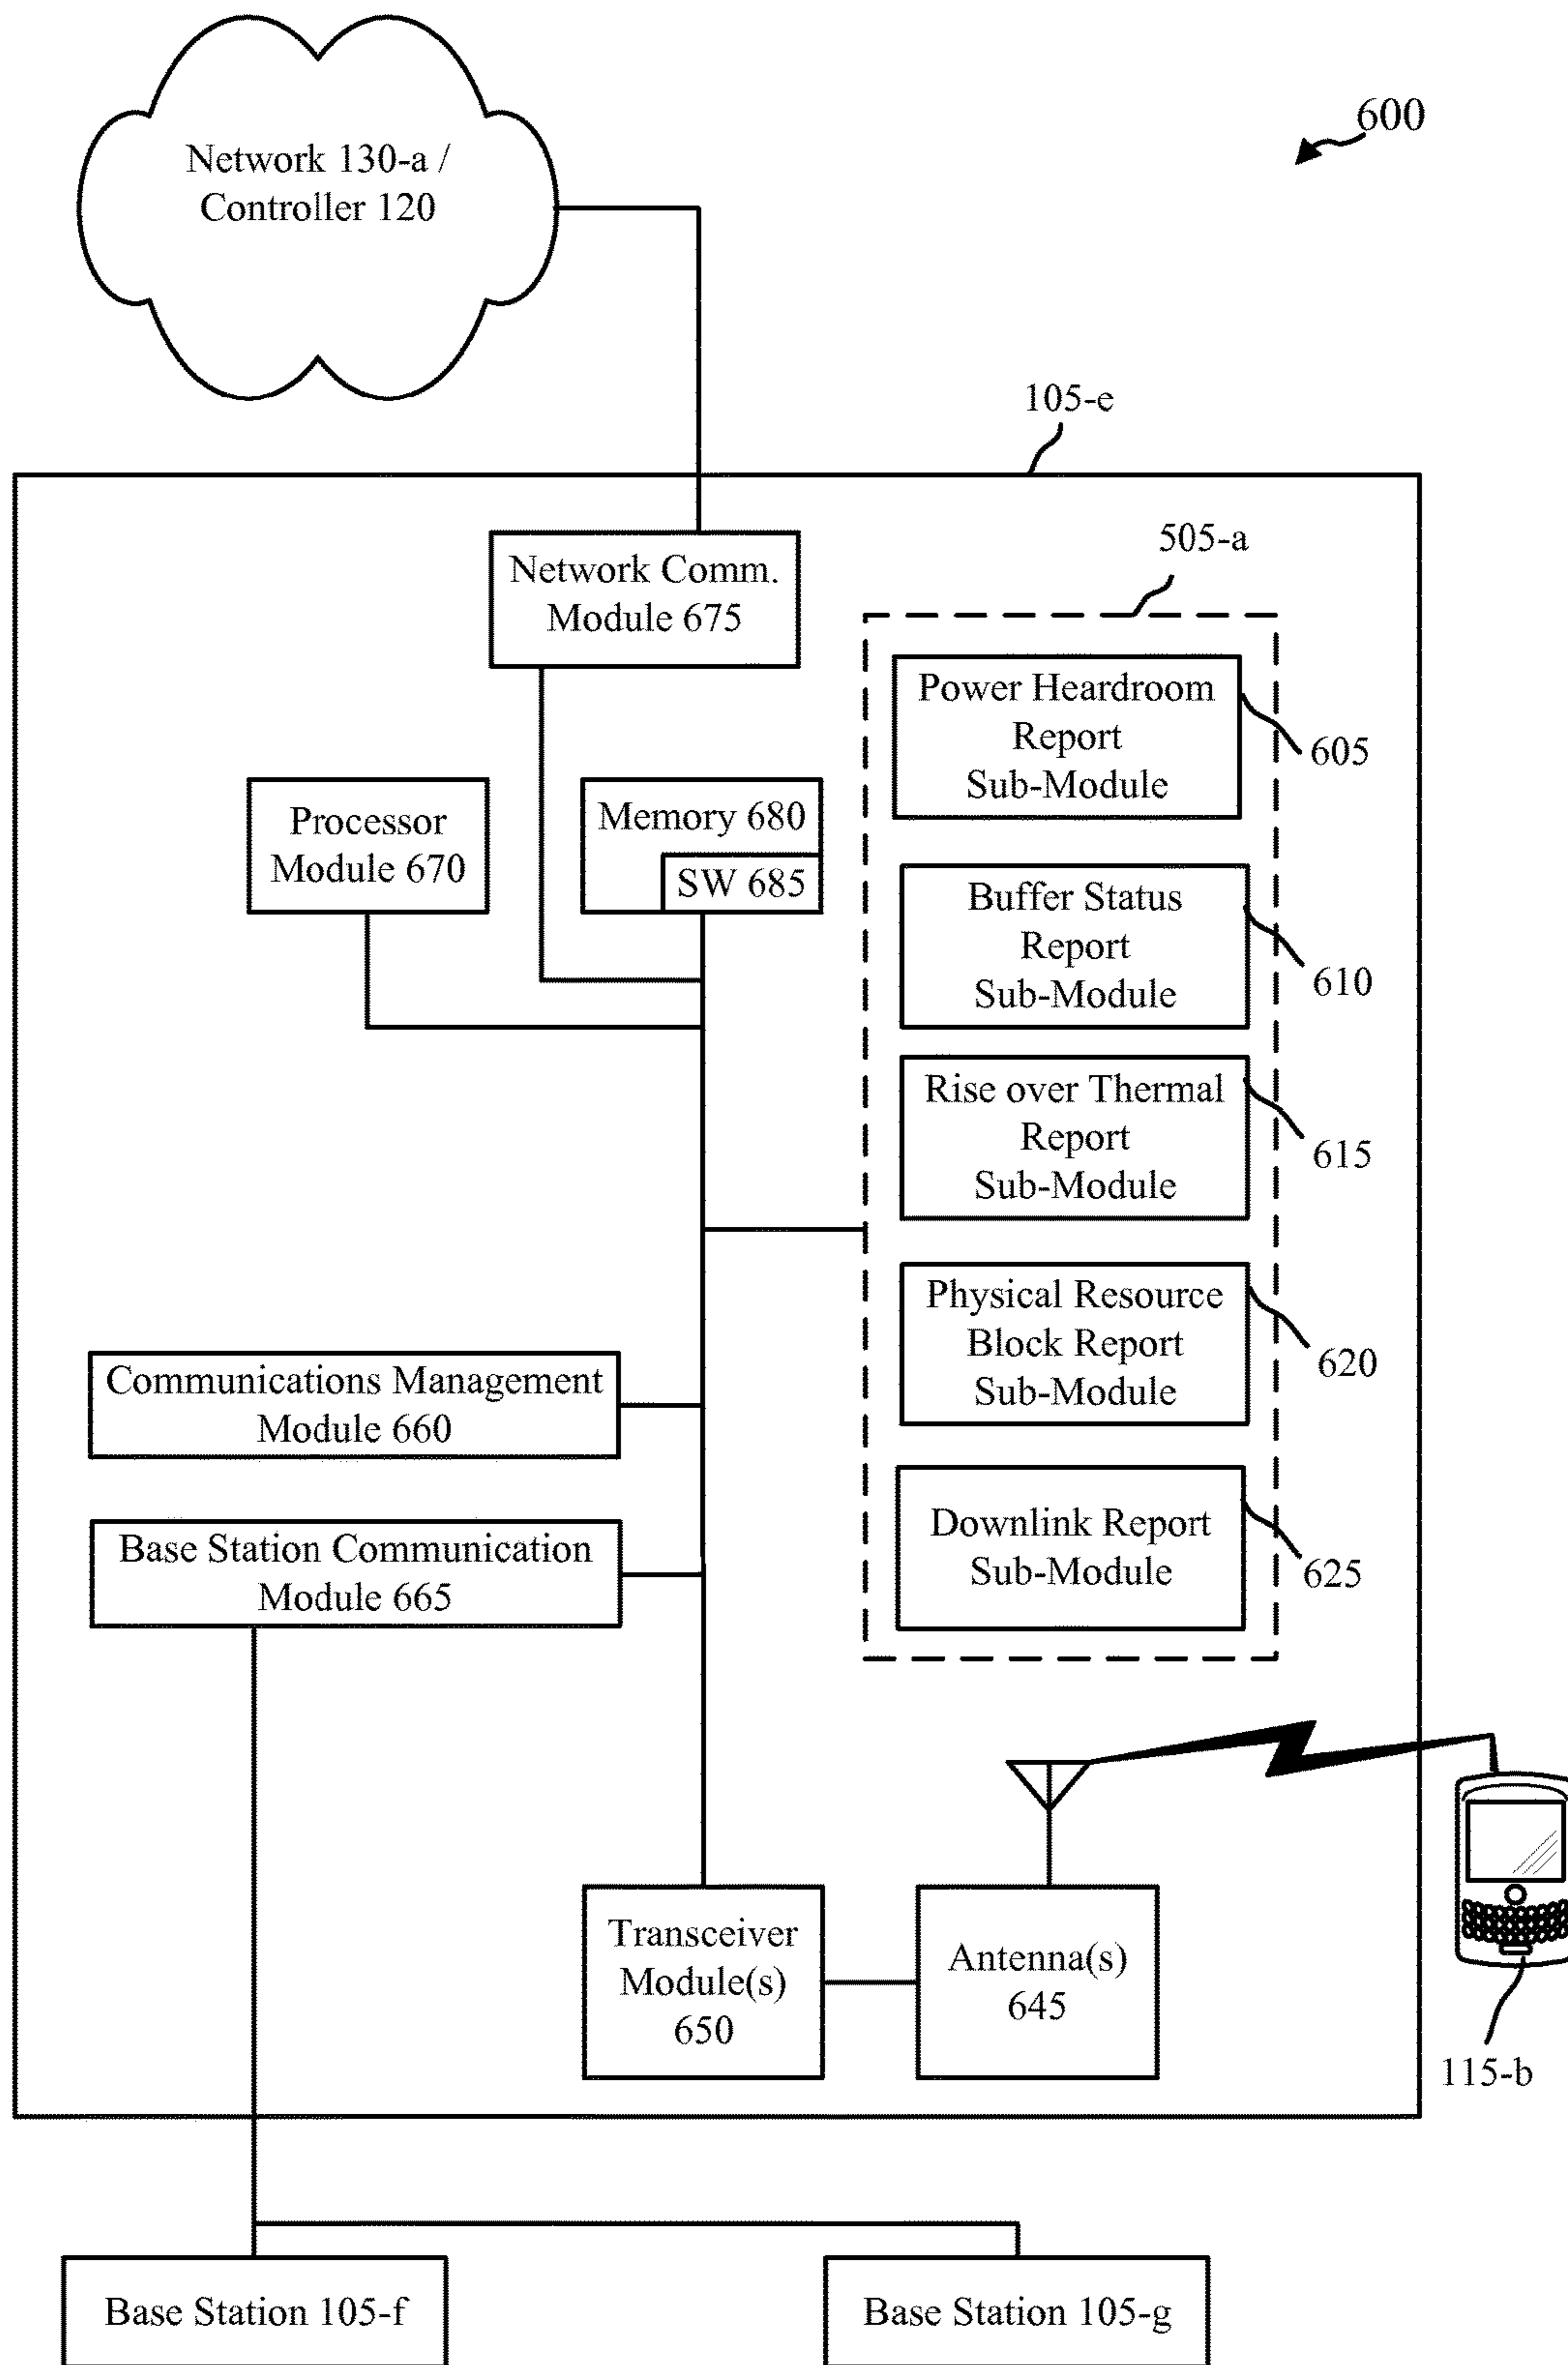 Network 130-a /
Controller 120
600
105-e
Network Comm.
Module 675
505-a
Power Heardroom
Report
Sub-Module
605
Processor
Module 670
Memory 680
SW 685
Buffer Status
Report
Sub-Module
610
Rise over Thermal
Report
Sub-Module
615
Physical Resource
Block Report
Sub-Module
620
Communications Management
Module 660
Base Station Communication
Module 665
Downlink Report
Sub-Module
625
Transceiver
Module(s)
650
Antenna(s)
645
115-b
Base Station 105-f
Base Station 105-g